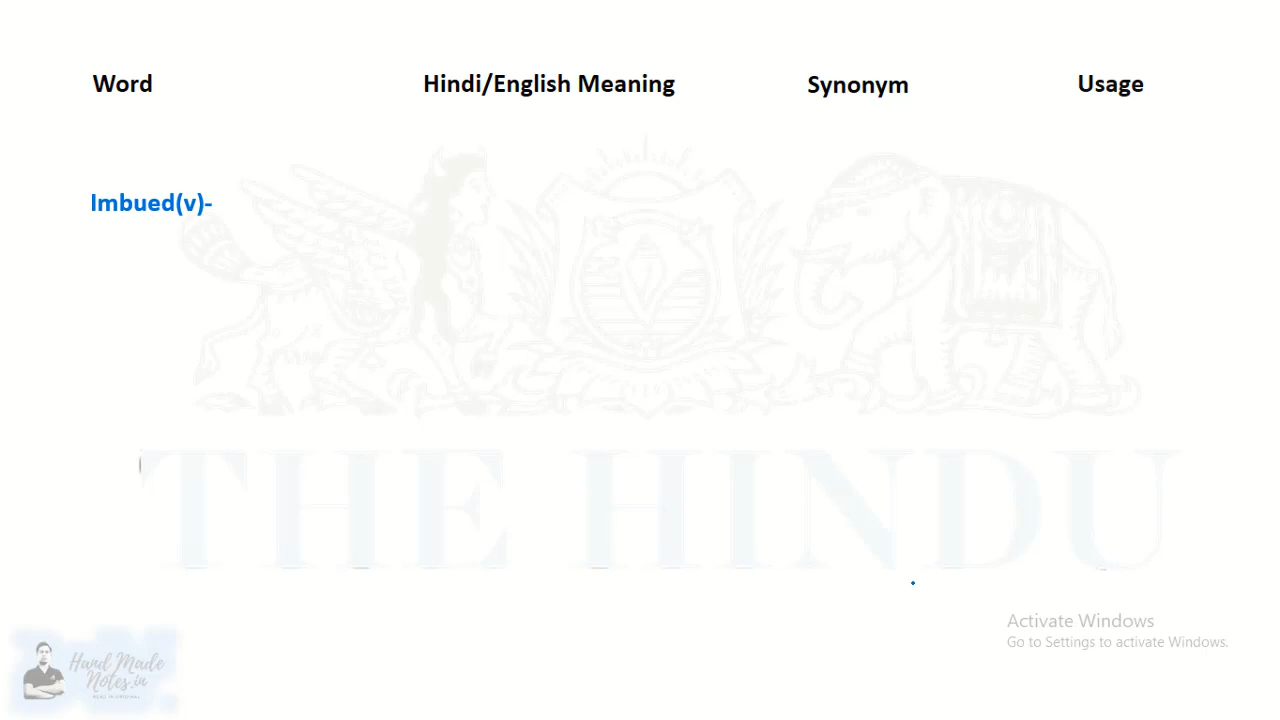 Word Hindi/English Meaning Synonym Usage
Imbued(v)-
THE HINDU
Activate Windows
Go to Settings to activate Windows.
Hand Made
Notes.in